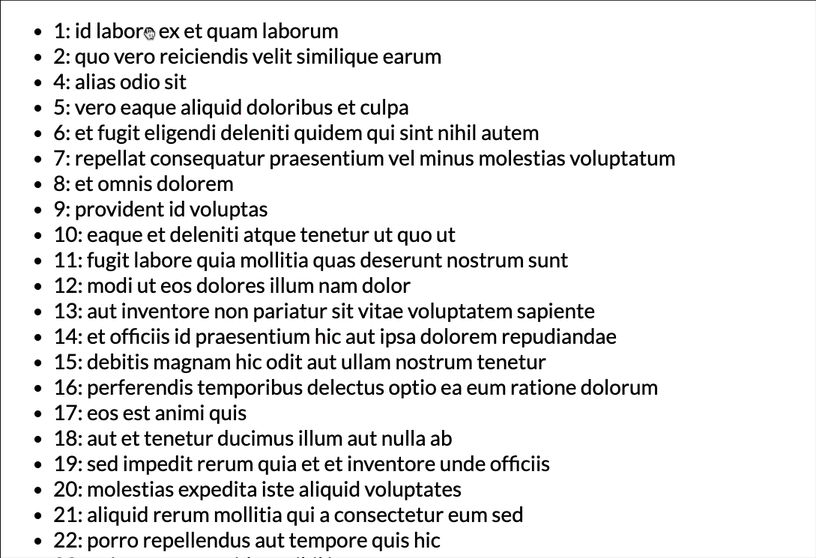 • 1: id labore ex et quam laborum
• 2: quo vero reiciendis velit similique earum
• 4: alias odio sit
• 5: vero eaque aliquid doloribus et culpa
• 6: et fugit eligendi deleniti quidem qui sint nihil autem
• 7: repellat consequatur praesentium vel minus molestias voluptatum
• 8: et omnis dolorem
• 9: provident id voluptas
• 10: eaque et deleniti atque tenetur ut quo ut
• 11: fugit labore quia mollitia quas deserunt nostrum sunt
• 12: modi ut eos dolores illum nam dolor
• 13: aut inventore non pariatur sit vitae voluptatem sapiente
• 14: et officiis id praesentium hic aut ipsa dolorem repudiandae
• 15: debitis magnam hic odit aut ullam nostrum tenetur
• 16: perferendis temporibus delectus optio ea eum ratione dolorum
• 17: eos est animi quis
• 18: aut et tenetur ducimus illum aut nulla ab
• 19: sed impedit rerum quia et et inventore unde officiis
• 20: molestias expedita iste aliquid voluptates
• 21: aliquid rerum mollitia qui a consectetur eum sed
• 22: porro repellendus aut tempore quis hic